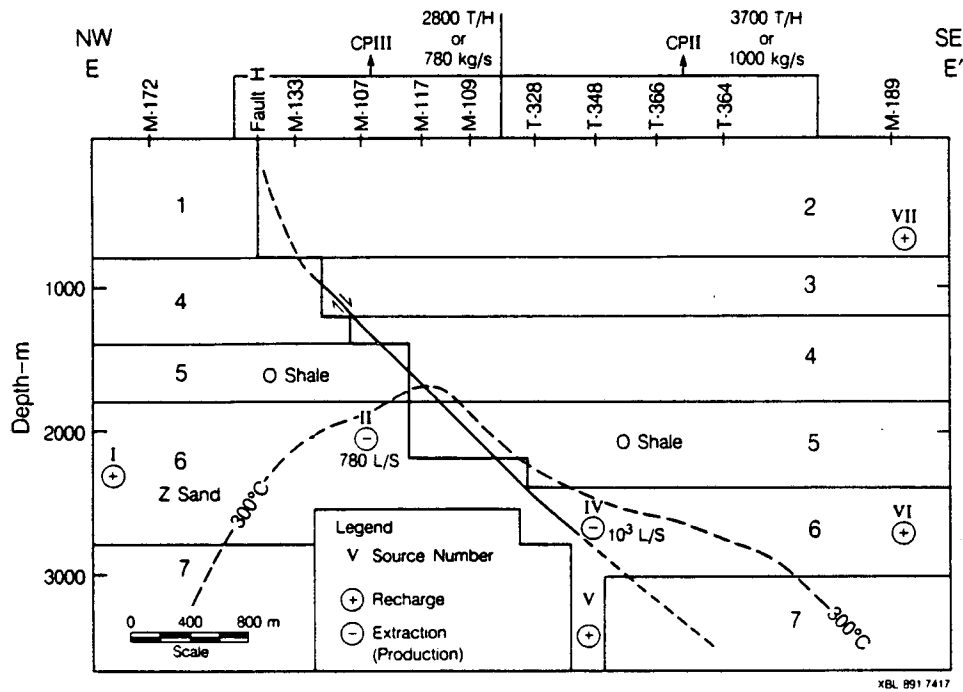 NW
E
CPIII
2800 T/H
or
780 kg/s
CPII
3700 T/H
or
1000 kg/s
SE
E'
M-172
Fault H
M-133
M-107
M-117
M-109
T-328
T-348
T-366
T-364
M-189
Depth-m
1000
2000
3000
1
2
VII
+
3
4
4
5
O Shale
O Shale
5
I
+
6
Z Sand
II
−
780 L/S
300°C
IV
−
10³ L/S
VI
+
6
7
0 400 800 m
Scale
Legend
V Source Number
+ Recharge
− Extraction
(Production)
V
+
7
300°C
XBL 891 7417